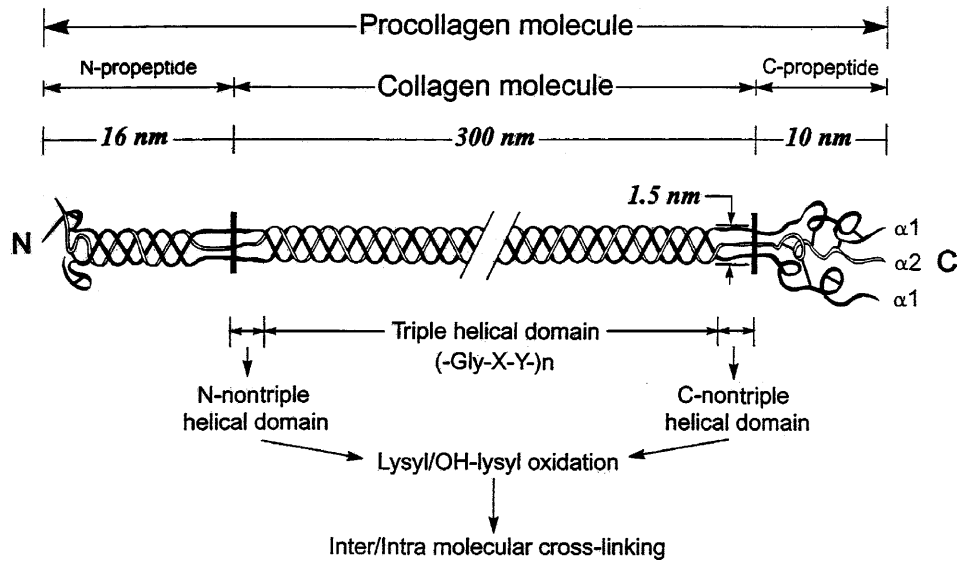 Procollagen molecule
N-propeptide
Collagen molecule
C-propeptide
16 nm
300 nm
10 nm
1.5 nm
N
α1
α2
C
α1
Triple helical domain
(-Gly-X-Y-)n
N-nontriple
helical domain
C-nontriple
helical domain
Lysyl/OH-lysyl oxidation
Inter/Intra molecular cross-linking